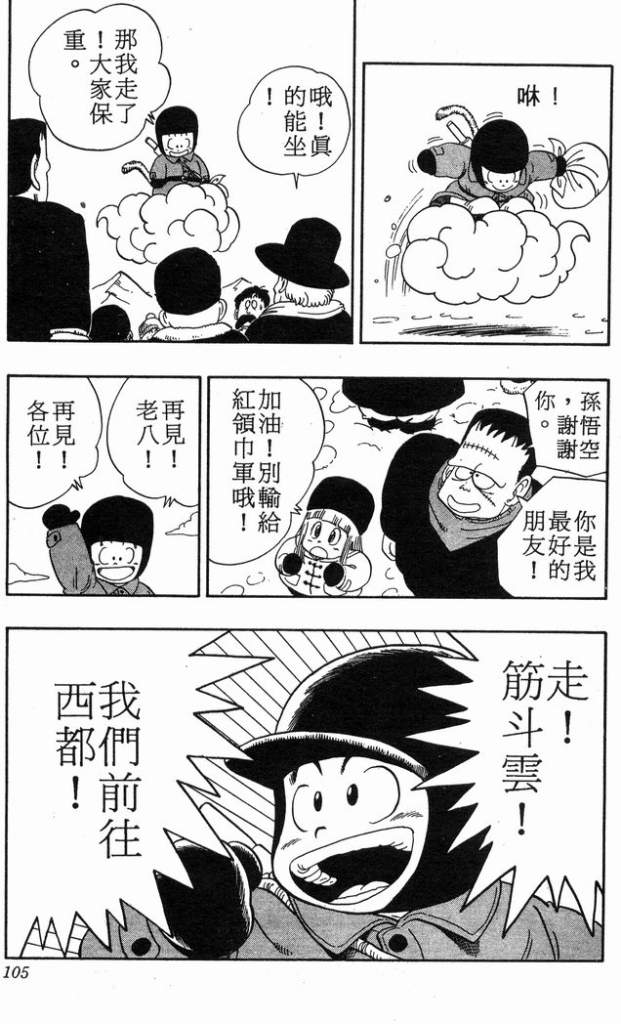 咻！
哦！眞
的能坐
！
那我走了
！大家保
重。
孫悟空
，謝謝
你。
你是我
最好的
朋友！
加油！別輸給
紅領巾軍哦！
再見！
老八！
再見！
各位！
走！
筋斗雲！
我們前往
西都！
105